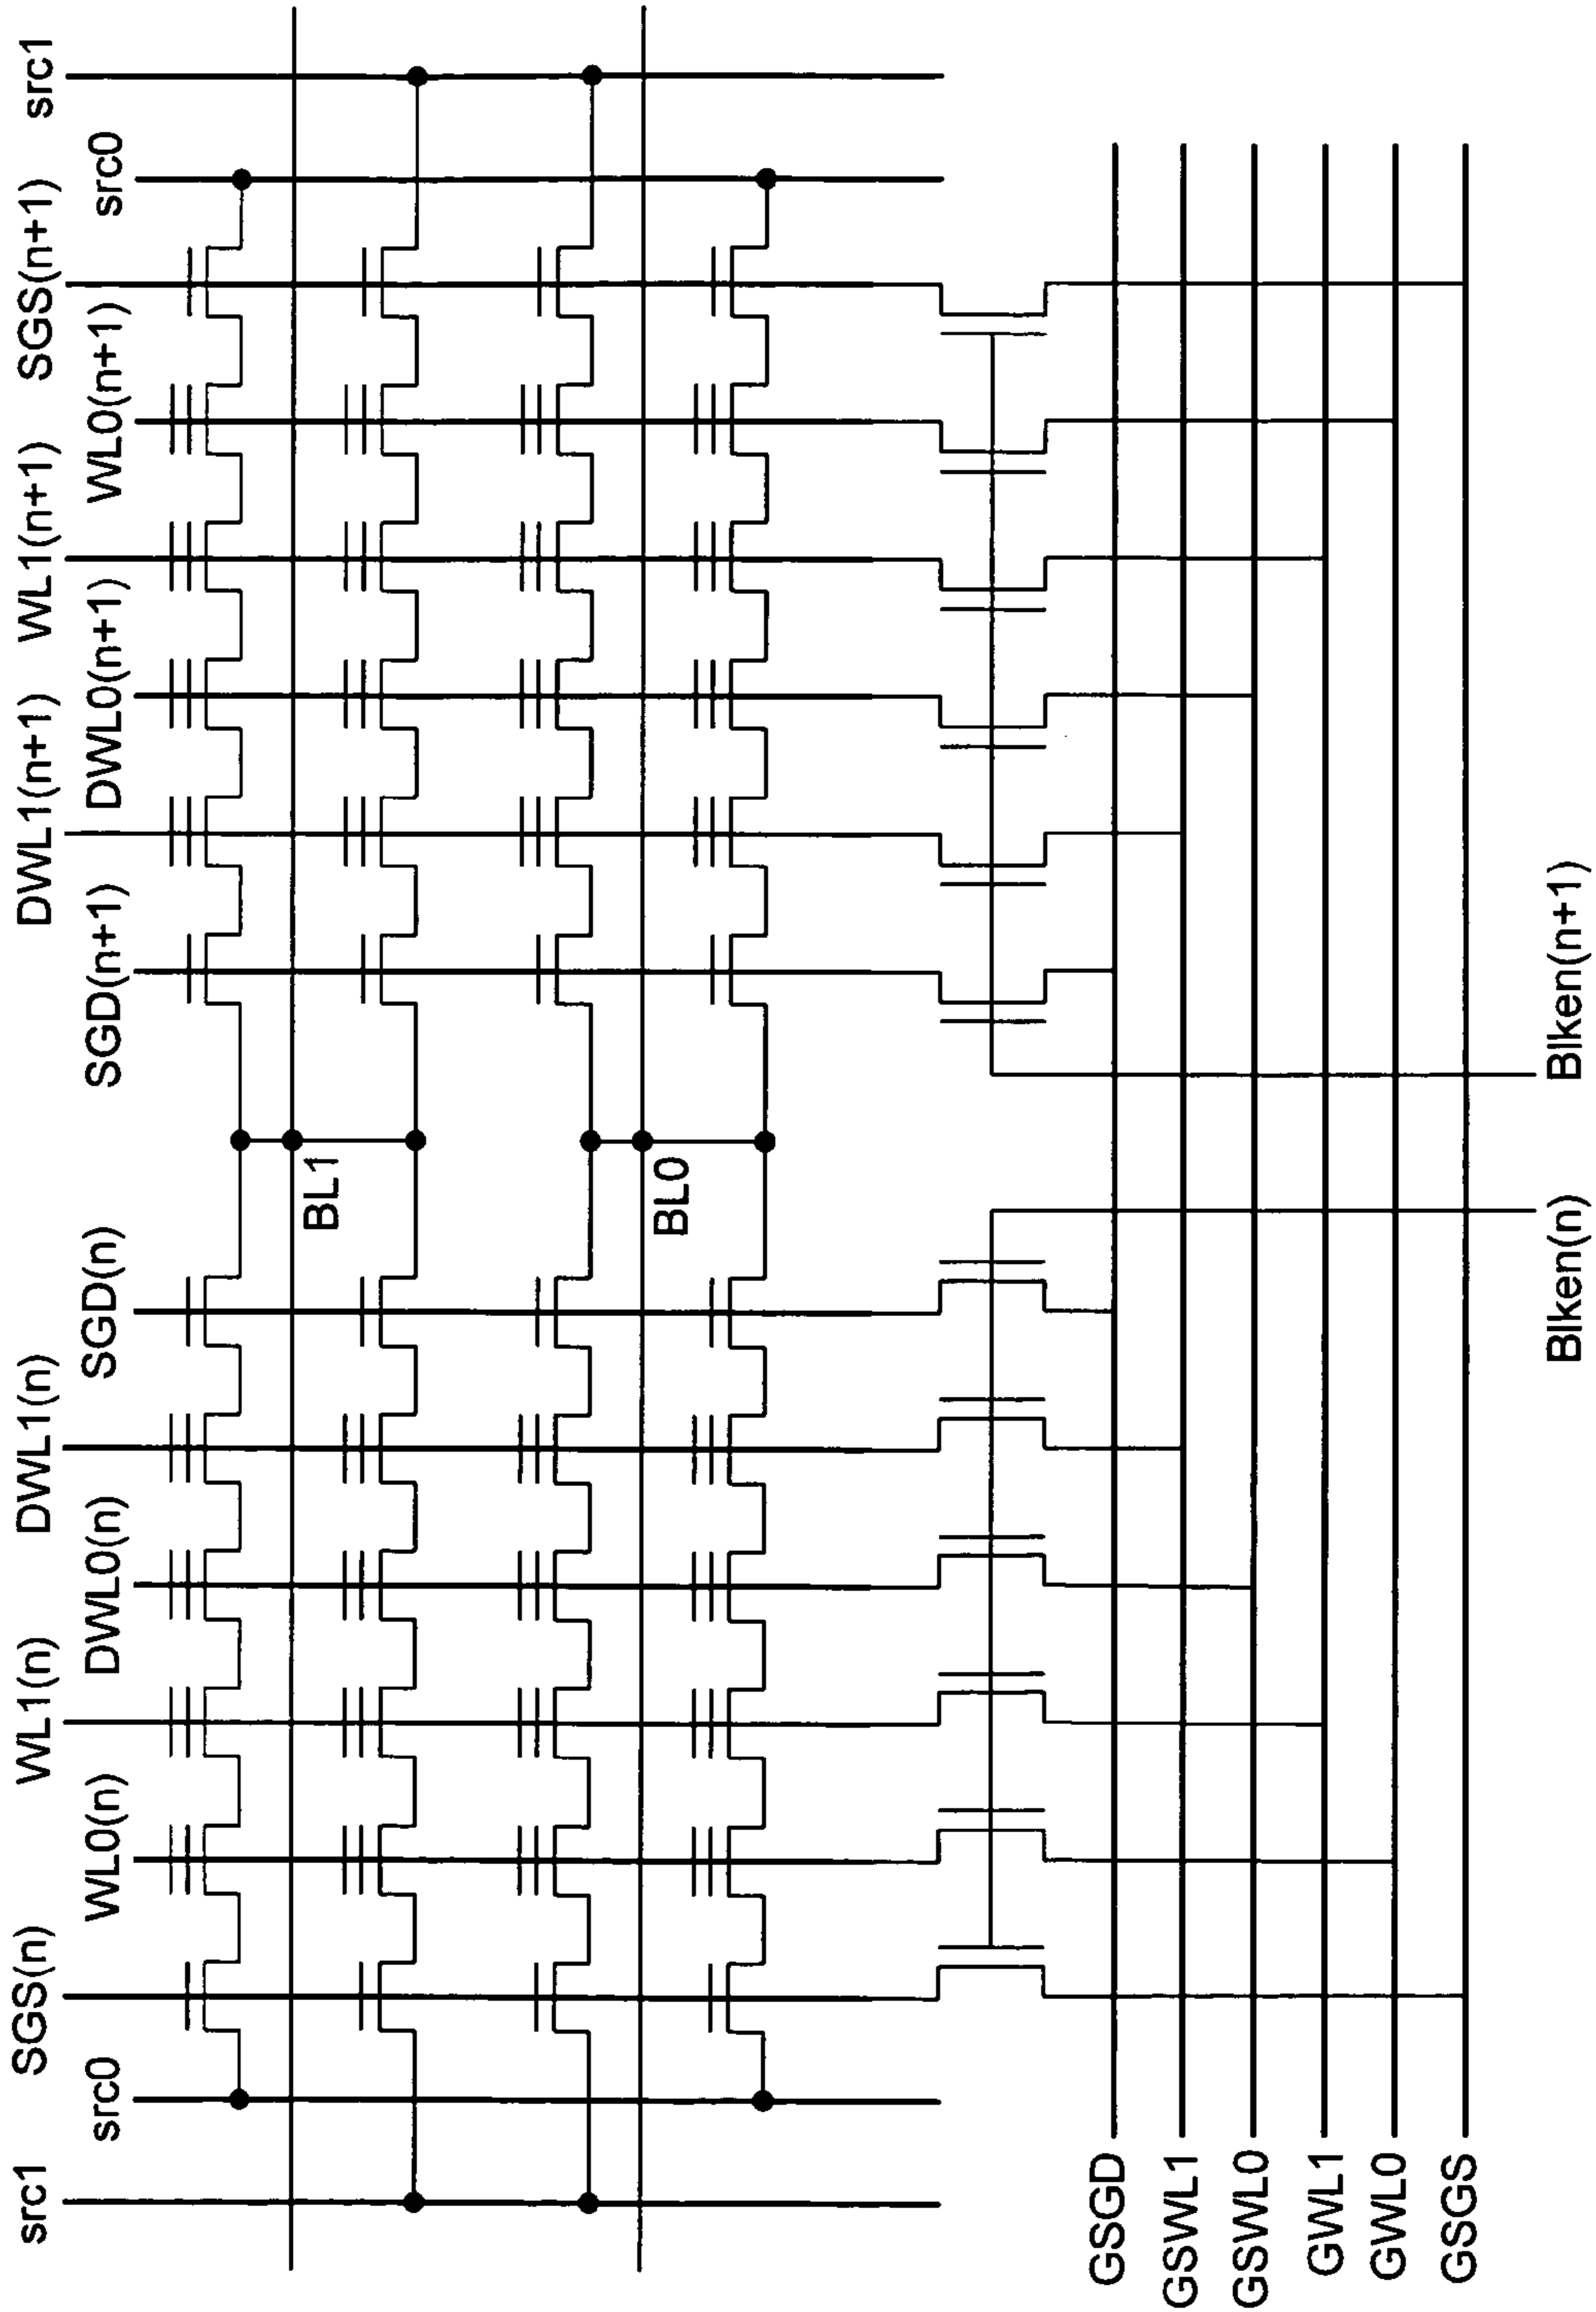 src1
src0
SGS(n)
WL0(n)
WL1(n)
DWL0(n)
DWL1(n)
SGD(n)
BL1
BL0
SGD(n+1)
DWL1(n+1)
DWL0(n+1)
WL1(n+1)
WL0(n+1)
SGS(n+1)
src0
src1
GSGD
GSWL1
GSWL0
GWL1
GWL0
GSGS
Blken(n)
Blken(n+1)